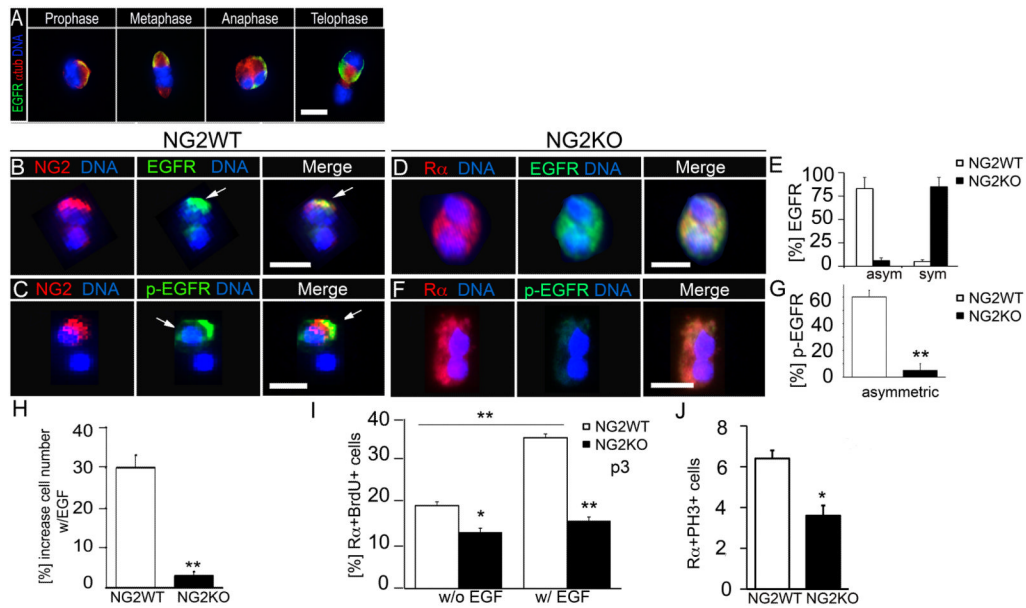 A Prophase Metaphase Anaphase Telophase
EGFR αtub DNA
NG2WT NG2KO
B NG2 DNA EGFR DNA Merge
D Rα DNA EGFR DNA Merge
E
NG2WT
NG2KO
[%] EGFR
75
50
25
0
asym sym
C NG2 DNA p-EGFR DNA Merge
F Rα DNA p-EGFR DNA Merge
G
NG2WT
NG2KO
[%] p-EGFR
60
40
20
0
**
asymmetric
H
[%] increase cell number
w/EGF
40
30
20
10
0
**
NG2WT NG2KO
I
[%] Rα+BrdU+ cells
40
30
20
10
0
**
NG2WT
NG2KO
p3
*
**
w/o EGF w/ EGF
J
Rα+PH3+ cells
8
6
4
2
0
*
NG2WT NG2KO